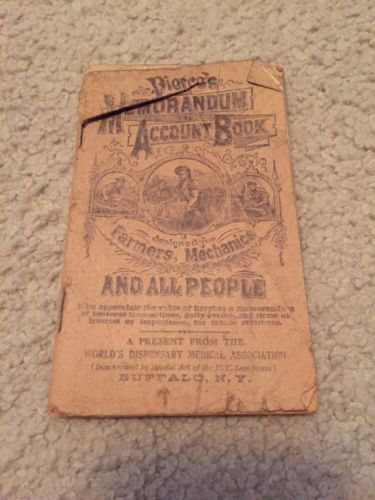 Pierce's
MEMORANDUM
AND
ACCOUNT BOOK
designed for
Farmers, Mechanics
AND ALL PEOPLE
Who appreciate the value of keeping a memorandum
of business transactions, daily events, and items of
interest or importance, for future reference.
A PRESENT FROM THE
WORLD'S DISPENSARY MEDICAL ASSOCIATION
(Incorporated by Special Act of the N.Y. Legislature)
BUFFALO, N.Y.